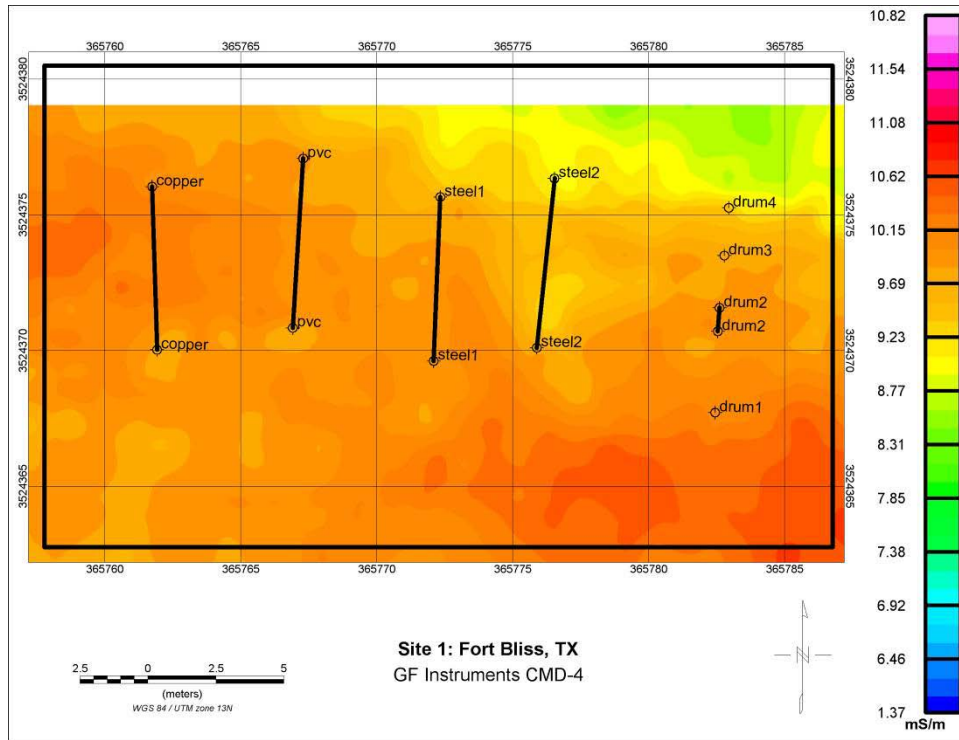 365760 365765 365770 365775 365780 365785
10.82
3524380 3524380
11.54
pvc
11.08
copper steel1 steel2
10.62
3524375 drum4 3524375
10.15
drum3
9.69
drum2
pvc drum2
9.23
3524370 copper steel1 steel2 3524370
8.77
drum1
8.31
3524365 3524365
7.85
7.38
365760 365765 365770 365775 365780 365785
6.92
Site 1: Fort Bliss, TX
GF Instruments CMD-4
N
6.46
2.5 0 2.5 5
(meters)
WGS 84 / UTM zone 13N
1.37
mS/m